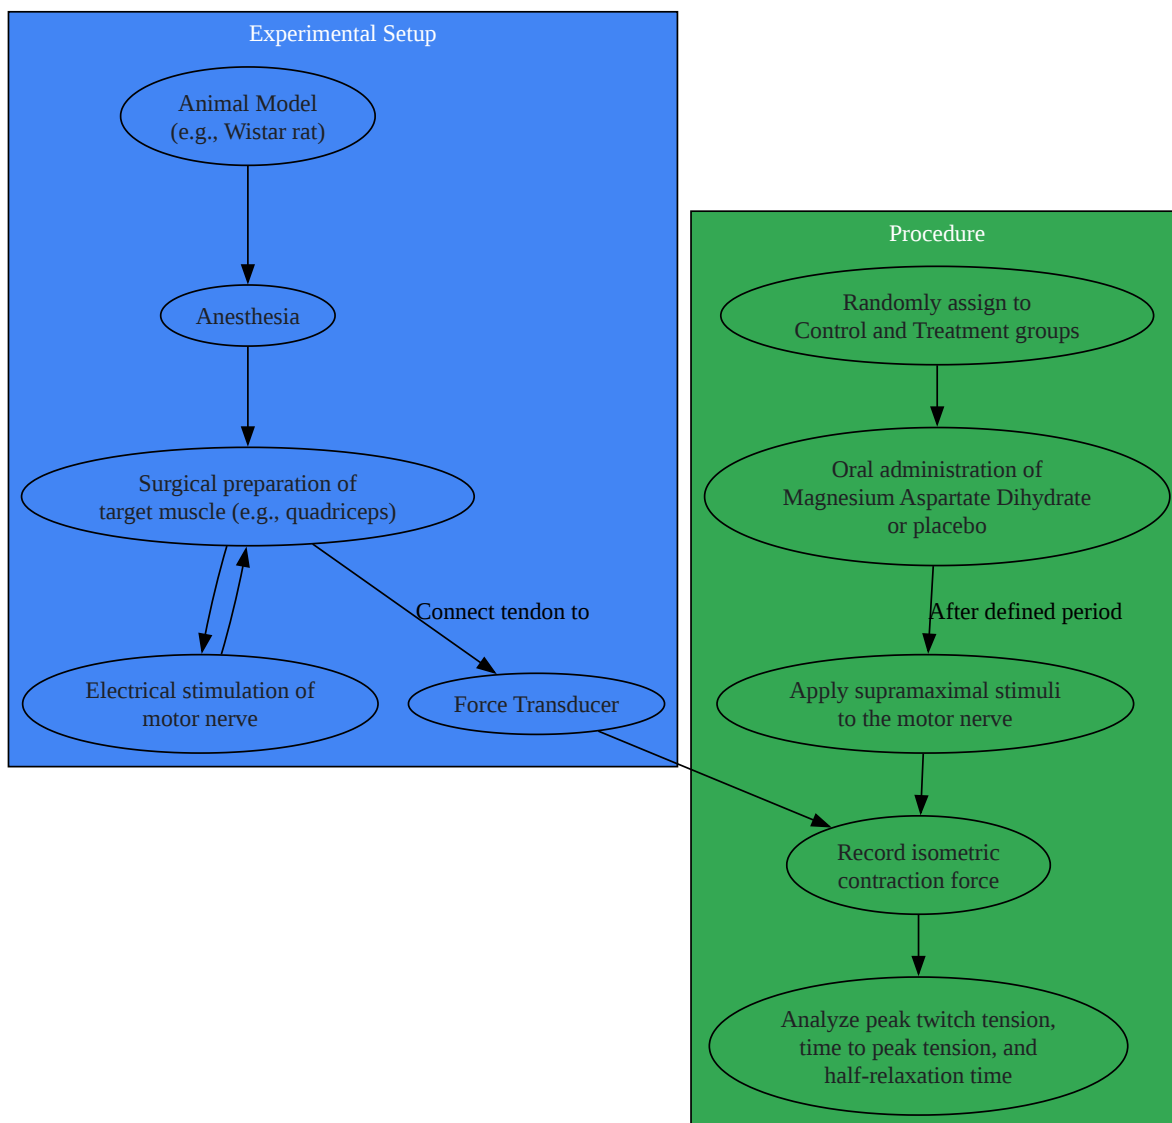 Experimental Setup
Animal Model
(e.g., Wistar rat)
Anesthesia
Surgical preparation of
target muscle (e.g., quadriceps)
Connect tendon to
Electrical stimulation of
motor nerve
Force Transducer
Procedure
Randomly assign to
Control and Treatment groups
Oral administration of
Magnesium Aspartate Dihydrate
or placebo
After defined period
Apply supramaximal stimuli
to the motor nerve
Record isometric
contraction force
Analyze peak twitch tension,
time to peak tension, and
half-relaxation time